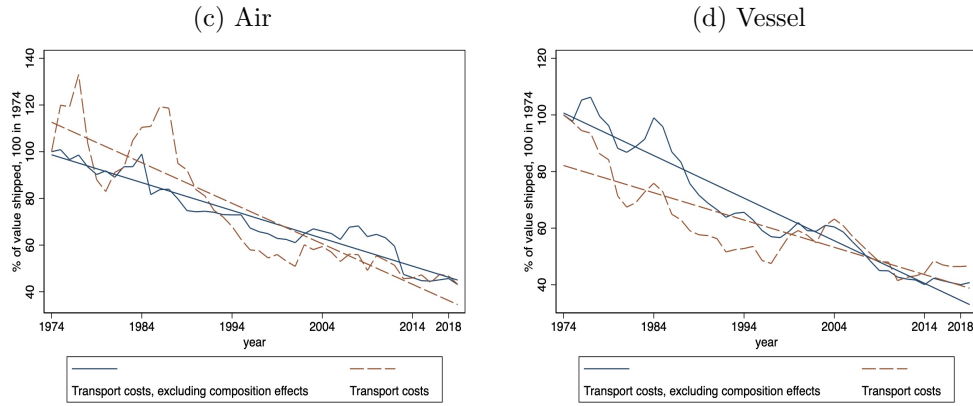 (c) Air
% of value shipped, 100 in 1974
140
120
100
80
60
40
1974
1984
1994
2004
2014
2018
year
Transport costs, excluding composition effects
Transport costs
(d) Vessel
% of value shipped, 100 in 1974
120
100
80
60
40
1974
1984
1994
2004
2014
2018
year
Transport costs, excluding composition effects
Transport costs